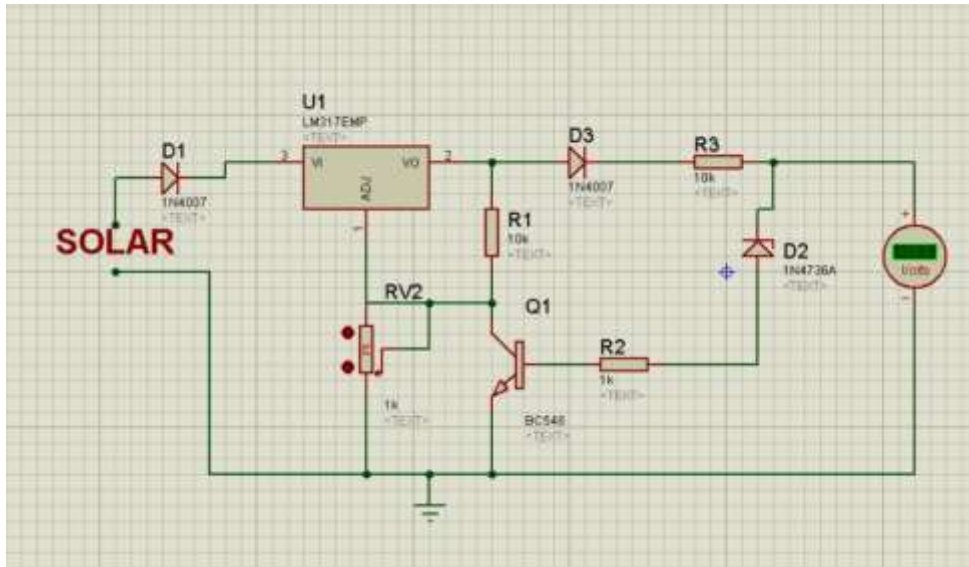 U1
LM317EMP
<TEXT>
D1
1N4007
<TEXT>
3
VI
VO
2
ADJ
1
D3
1N4007
<TEXT>
R3
10k
<TEXT>
SOLAR
R1
10k
<TEXT>
D2
1N4736A
<TEXT>
+
Volts
RV2
Q1
R2
1k
<TEXT>
1k
<TEXT>
BC548
<TEXT>